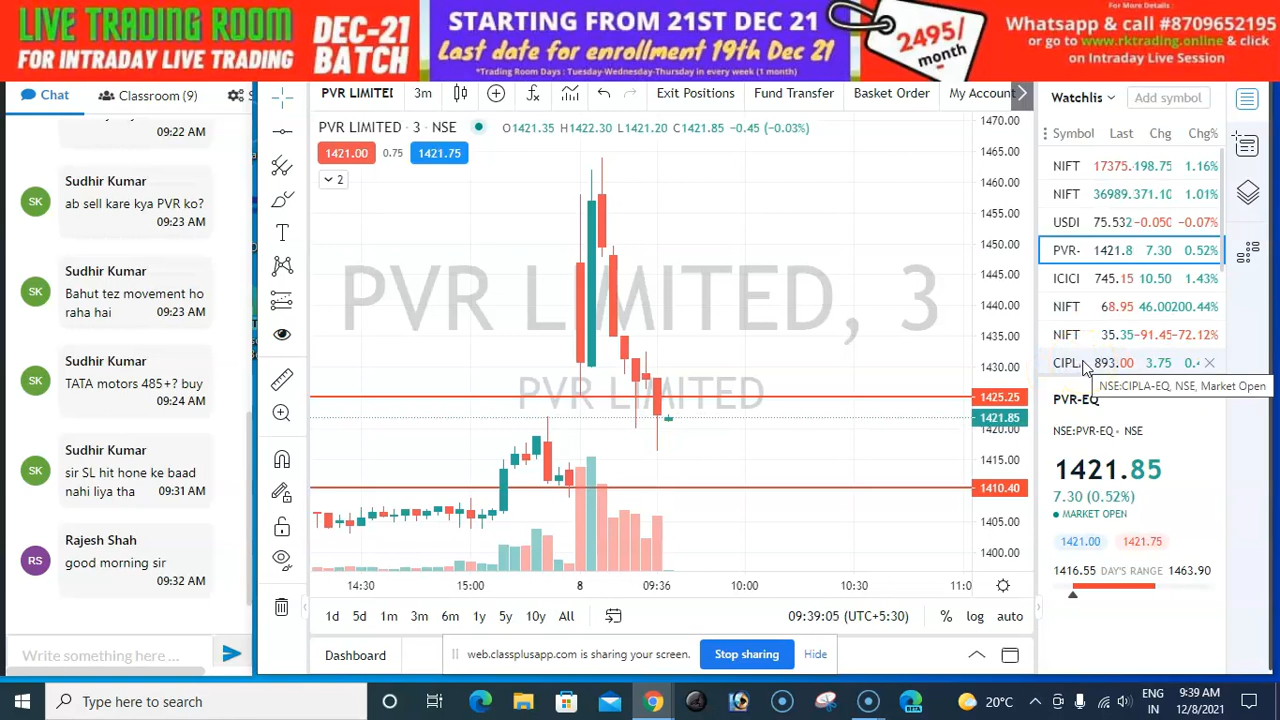 LIVE TRADING ROOM
FOR INTRADAY LIVE TRADING
DEC-21
BATCH
STARTING FROM 21ST DEC 21
Last date for enrollment 19th Dec 21
*Trading Room Days : Tuesday-Wednesday-Thursday in every week (1 month)
2495/
month
For More Details :
Whatsapp & call #8709652195
or go to www.rktrading.online & click
on Intraday Live Session
Chat
Classroom (9)
S
09:22 AM
SK
Sudhir Kumar
ab sell kare kya PVR ko?
09:23 AM
SK
Sudhir Kumar
Bahut tez movement ho
raha hai
09:23 AM
SK
Sudhir Kumar
TATA motors 485+? buy
09:24 AM
SK
Sudhir Kumar
sir SL hit hone ke baad
nahi liya tha
09:31 AM
RS
Rajesh Shah
good morning sir
09:32 AM
Write something here ...
PVR LIMITEI
3m
Exit Positions
Fund Transfer
Basket Order
My Account
PVR LIMITED · 3 · NSE
O1421.35 H1422.30 L1421.20 C1421.85 -0.45 (-0.03%)
1421.00
0.75
1421.75
2
PVR LIMITED, 3
PVR LIMITED
1470.00
1465.00
1460.00
1455.00
1450.00
1445.00
1440.00
1435.00
1430.00
1425.25
1421.85
1420.00
1415.00
1410.40
1405.00
1400.00
14:30
15:00
8
09:36
10:00
10:30
11:0
1d
5d
1m
3m
6m
1y
5y
10y
All
09:39:05 (UTC+5:30)
%
log
auto
Dashboard
web.classplusapp.com is sharing your screen.
Stop sharing
Hide
Watchlis
Add symbol
Symbol Last Chg Chg%
NIFT 17375. 198.75 1.16%
NIFT 36989. 371.10 1.01%
USDI 75.532 -0.050 -0.07%
PVR- 1421.8 7.30 0.52%
ICICI 745.15 10.50 1.43%
NIFT 68.95 46.00 200.44%
NIFT 35.35 -91.45 -72.12%
CIPL 893.00 3.75 0.4
NSE:CIPLA-EQ, NSE, Market Open
PVR-EQ
NSE:PVR-EQ • NSE
1421.85
7.30 (0.52%)
MARKET OPEN
1421.00
1421.75
1416.55 DAY'S RANGE 1463.90
Type here to search
20°C
ENG
IN
9:39 AM
12/8/2021